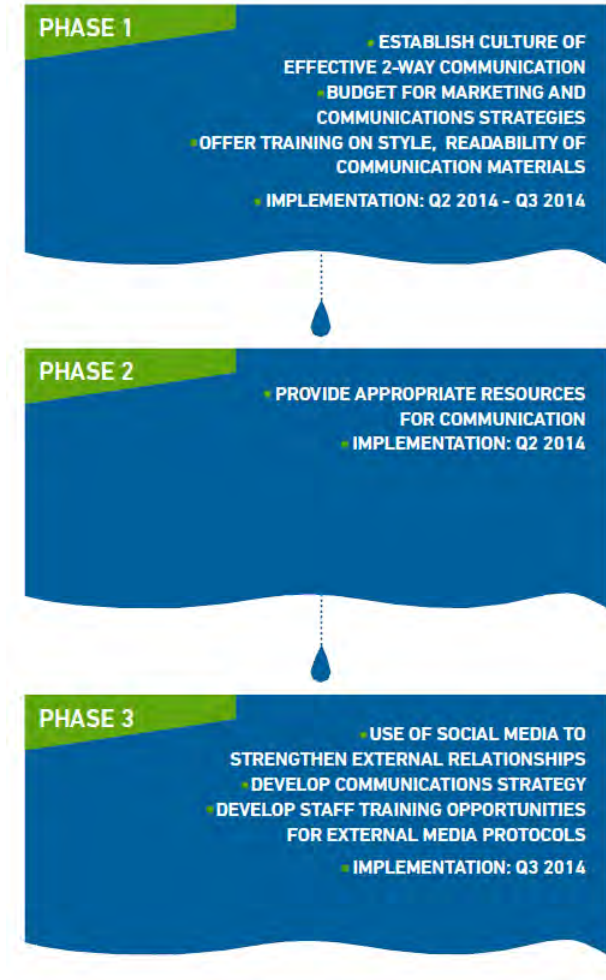 PHASE 1
▪ ESTABLISH CULTURE OF
EFFECTIVE 2-WAY COMMUNICATION
▪BUDGET FOR MARKETING AND
COMMUNICATIONS STRATEGIES
▪OFFER TRAINING ON STYLE, READABILITY OF
COMMUNICATION MATERIALS
▪ IMPLEMENTATION: Q2 2014 - Q3 2014
PHASE 2
▪ PROVIDE APPROPRIATE RESOURCES
FOR COMMUNICATION
▪ IMPLEMENTATION: Q2 2014
PHASE 3
▪USE OF SOCIAL MEDIA TO
STRENGTHEN EXTERNAL RELATIONSHIPS
▪DEVELOP COMMUNICATIONS STRATEGY
▪DEVELOP STAFF TRAINING OPPORTUNITIES
FOR EXTERNAL MEDIA PROTOCOLS
▪ IMPLEMENTATION: Q3 2014